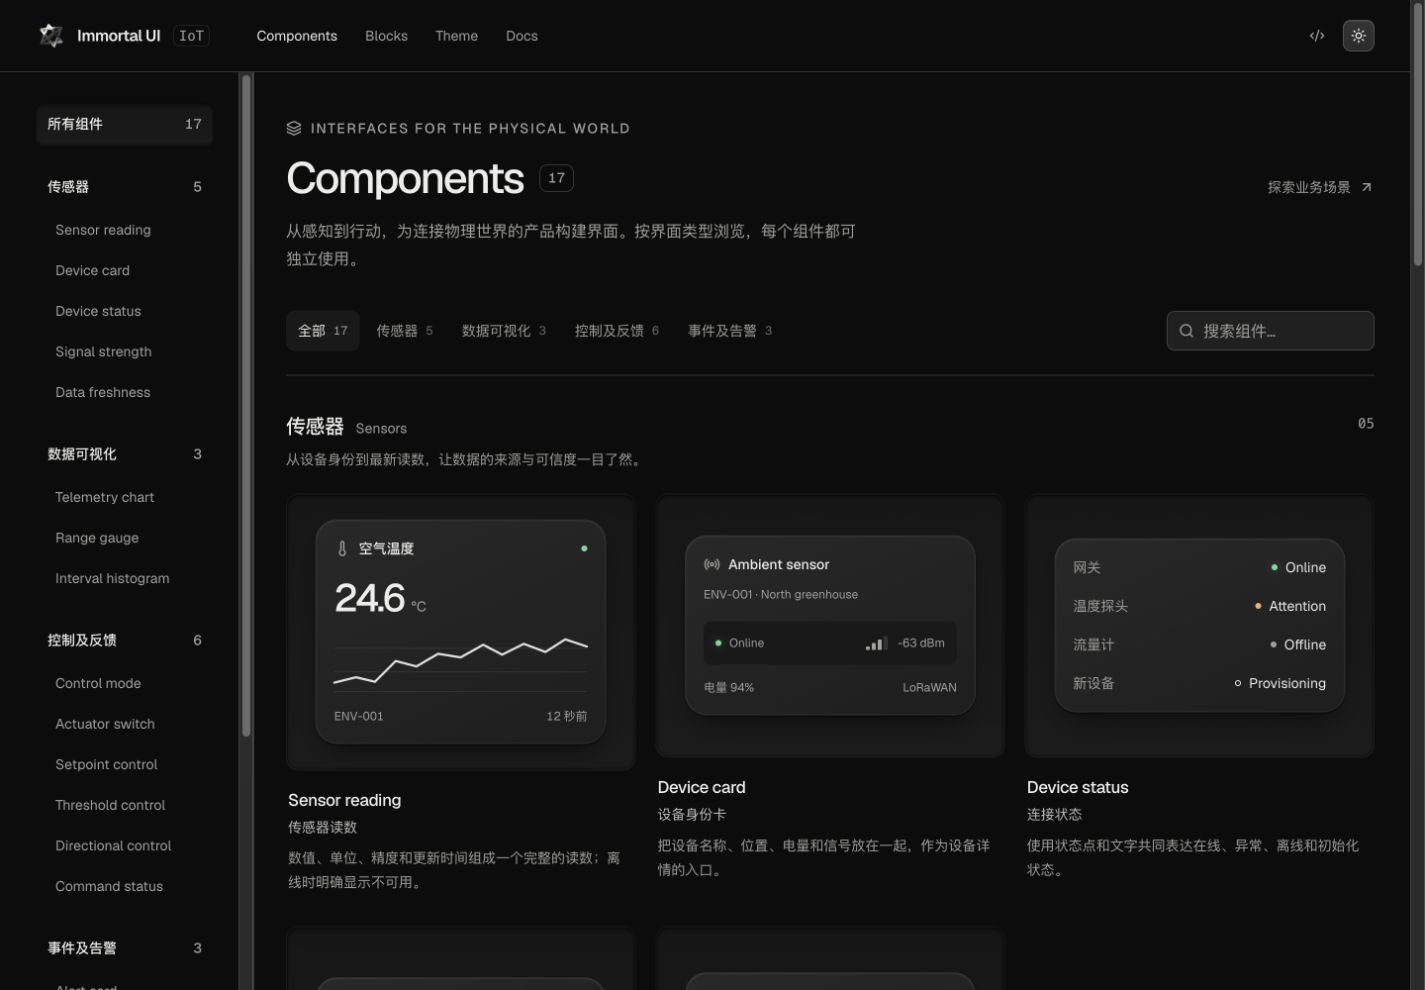 Immortal UI IoT Components Blocks Theme Docs
所有组件 17
传感器 5
Sensor reading
Device card
Device status
Signal strength
Data freshness
数据可视化 3
Telemetry chart
Range gauge
Interval histogram
控制及反馈 6
Control mode
Actuator switch
Setpoint control
Threshold control
Directional control
Command status
事件及告警 3
INTERFACES FOR THE PHYSICAL WORLD
Components 17
探索业务场景
从感知到行动，为连接物理世界的产品构建界面。按界面类型浏览，每个组件都可
独立使用。
全部 17 传感器 5 数据可视化 3 控制及反馈 6 事件及告警 3
搜索组件...
传感器 Sensors 05
从设备身份到最新读数，让数据的来源与可信度一目了然。
空气温度
24.6 °C
ENV-001 12 秒前
Sensor reading
传感器读数
数值、单位、精度和更新时间组成一个完整的读数；离
线时明确显示不可用。
Ambient sensor
ENV-001 · North greenhouse
Online -63 dBm
电量 94% LoRaWAN
Device card
设备身份卡
把设备名称、位置、电量和信号放在一起，作为设备详
情的入口。
网关 Online
温度探头 Attention
流量计 Offline
新设备 Provisioning
Device status
连接状态
使用状态点和文字共同表达在线、异常、离线和初始化
状态。